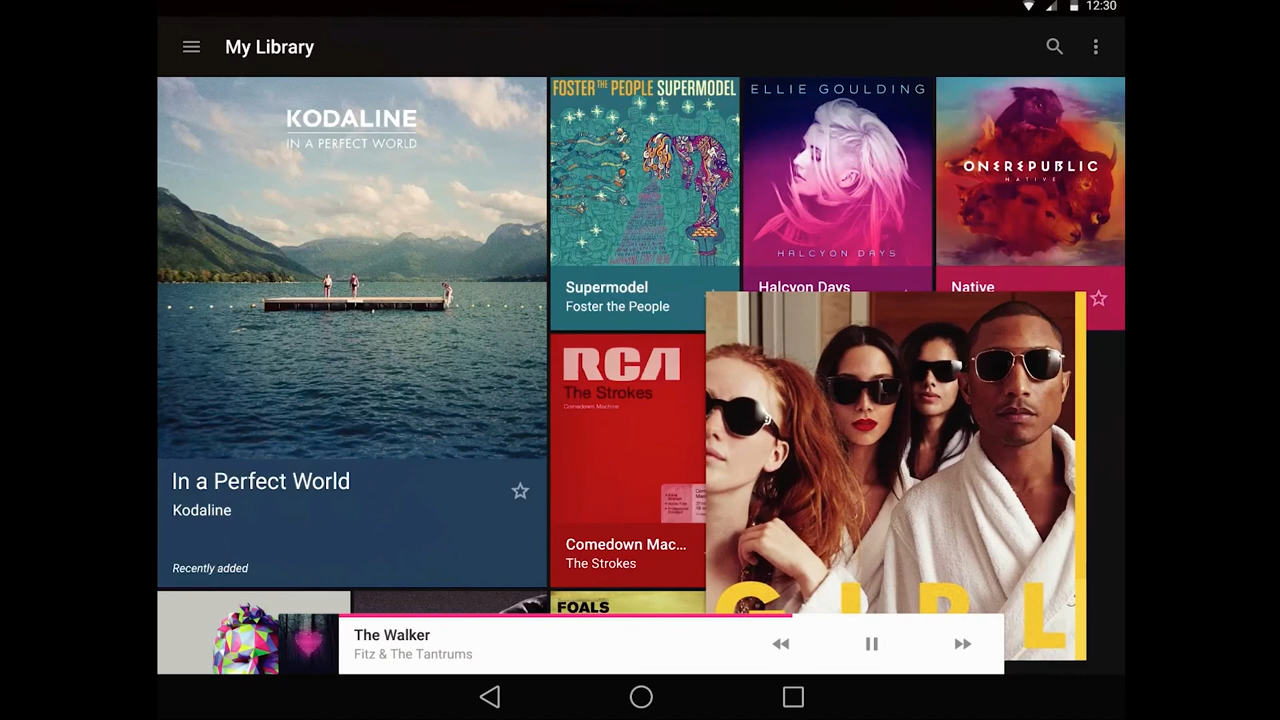 12:30
My Library
KODALINE
IN A PERFECT WORLD
FOSTER THE PEOPLE SUPERMODEL
ELLIE GOULDING
HALCYON DAYS
ONEREPUBLIC
NATIVE
Supermodel
Foster the People
Halcyon Days
Native
RCA
The Strokes
Comedown Machine
In a Perfect World
Kodaline
Recently added
Comedown Mac...
The Strokes
GIRL
FOALS
The Walker
Fitz & The Tantrums